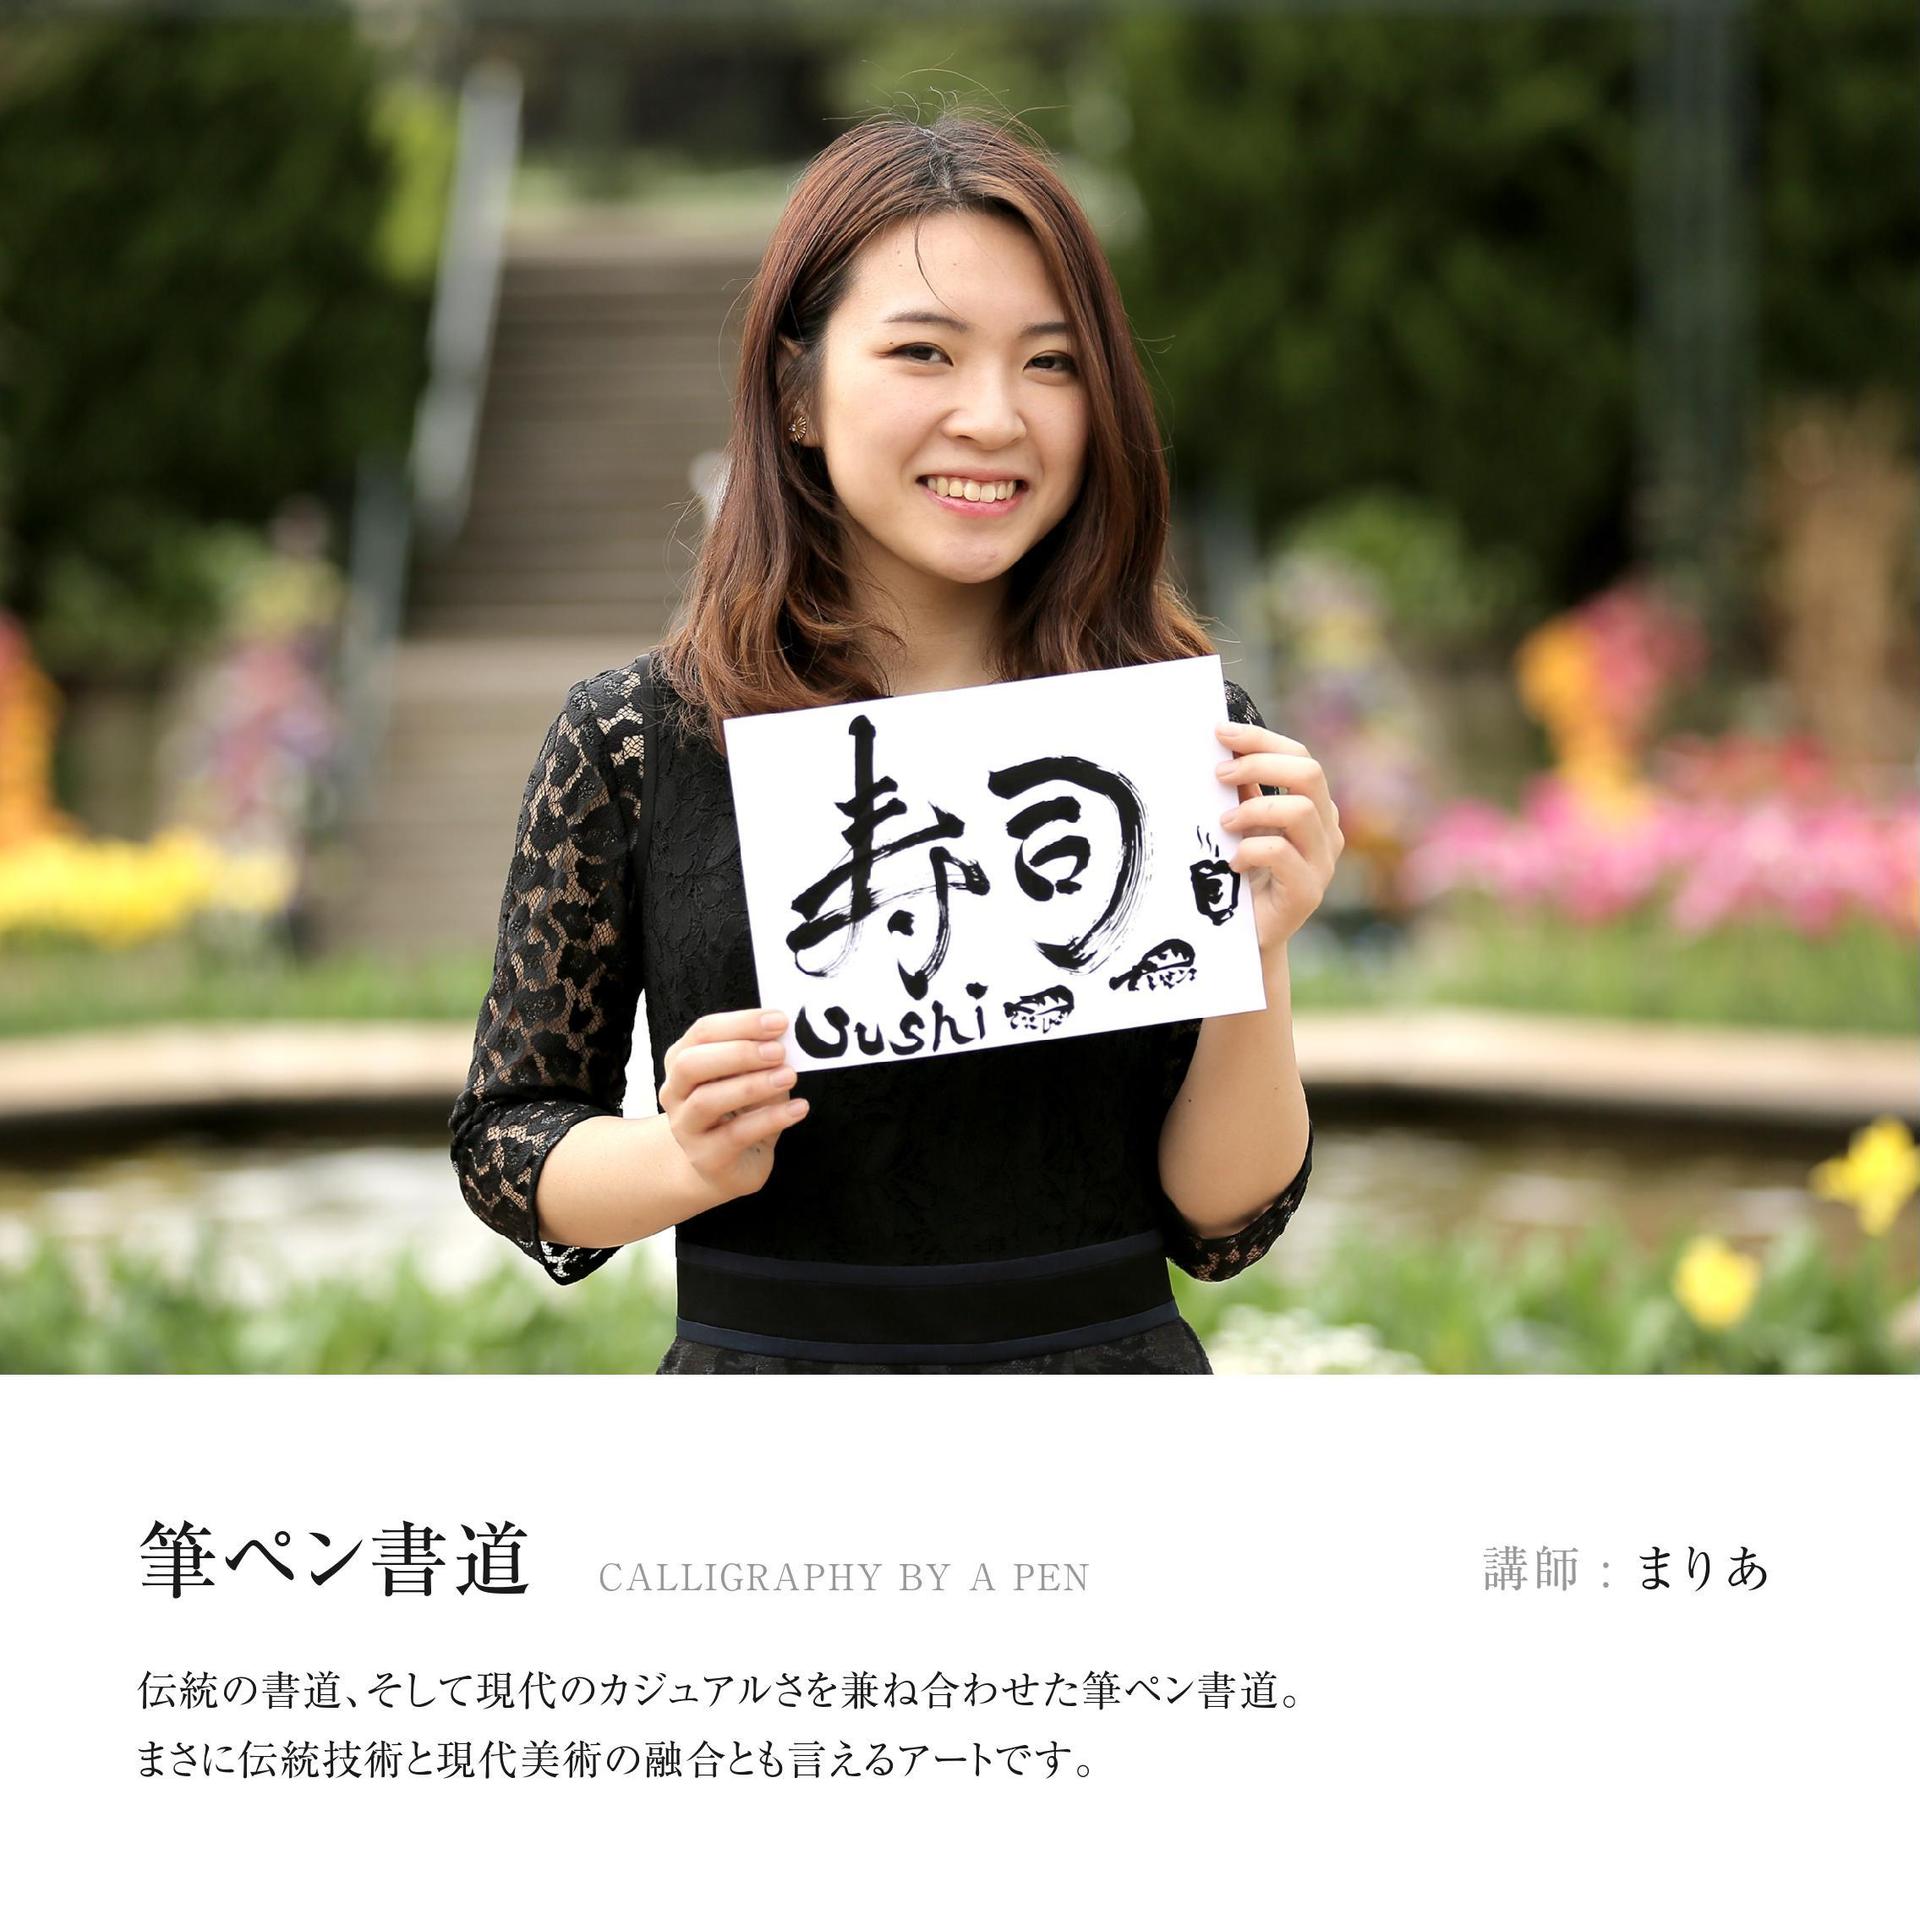 寿司
Sushi
筆ペン書道
CALLIGRAPHY BY A PEN
講師：まりあ
伝統の書道、そして現代のカジュアルさを兼ね合わせた筆ペン書道。
まさに伝統技術と現代美術の融合とも言えるアートです。